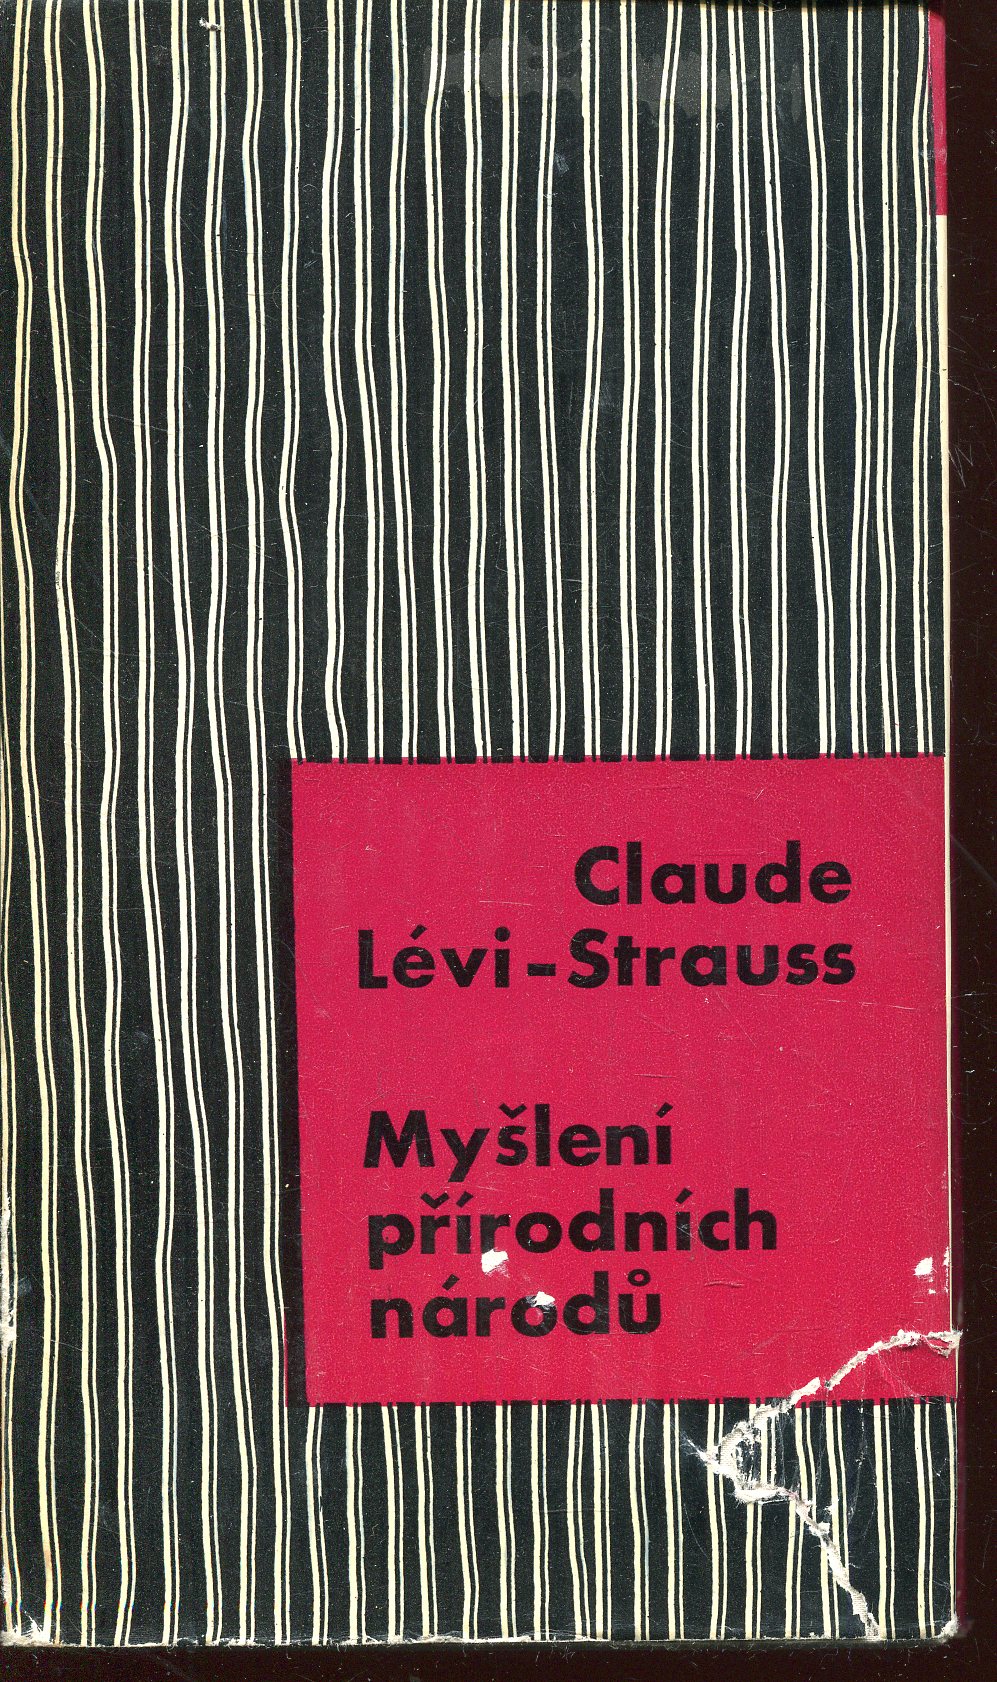 Claude
Lévi-Strauss
Myšlení
přírodních
národů